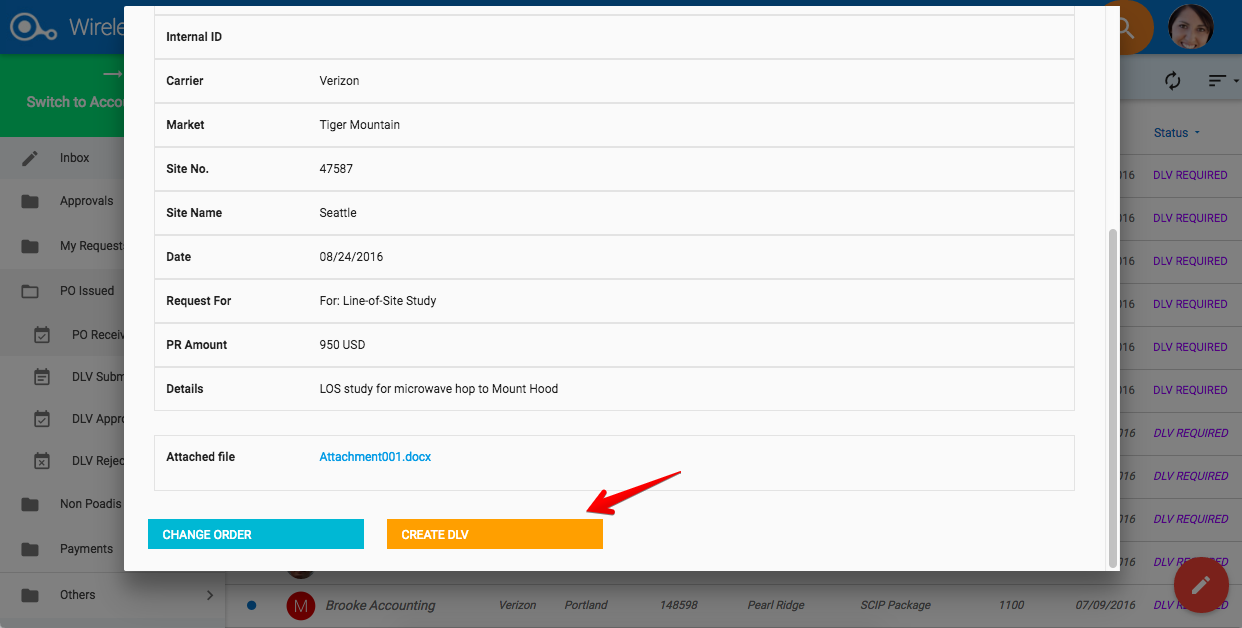 Wirele
Switch to Acco
Inbox
Approvals
My Requests
PO Issued
PO Receiv
DLV Subm
DLV Appro
DLV Rejec
Non Poadis
Payments
Others
Internal ID
Carrier Verizon
Market Tiger Mountain
Site No. 47587
Site Name Seattle
Date 08/24/2016
Request For For: Line-of-Site Study
PR Amount 950 USD
Details LOS study for microwave hop to Mount Hood
Attached file Attachment001.docx
CHANGE ORDER CREATE DLV
Status
016 DLV REQUIRED
016 DLV REQUIRED
016 DLV REQUIRED
016 DLV REQUIRED
016 DLV REQUIRED
016 DLV REQUIRED
016 DLV REQUIRED
016 DLV REQUIRED
016 DLV REQUIRED
016 DLV RE
M Brooke Accounting Verizon Portland 148598 Pearl Ridge SCIP Package 1100 07/09/2016 DLV